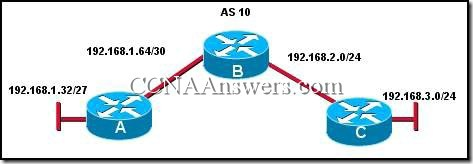 AS 10
192.168.1.64/30
B
192.168.2.0/24
CCNAAnswers.com
192.168.1.32/27
192.168.3.0/24
A
C